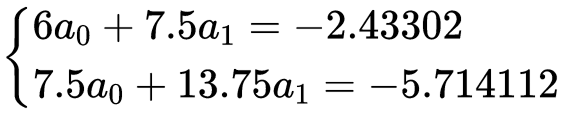 6a₀ + 7.5a₁ = −2.43302
7.5a₀ + 13.75a₁ = −5.714112